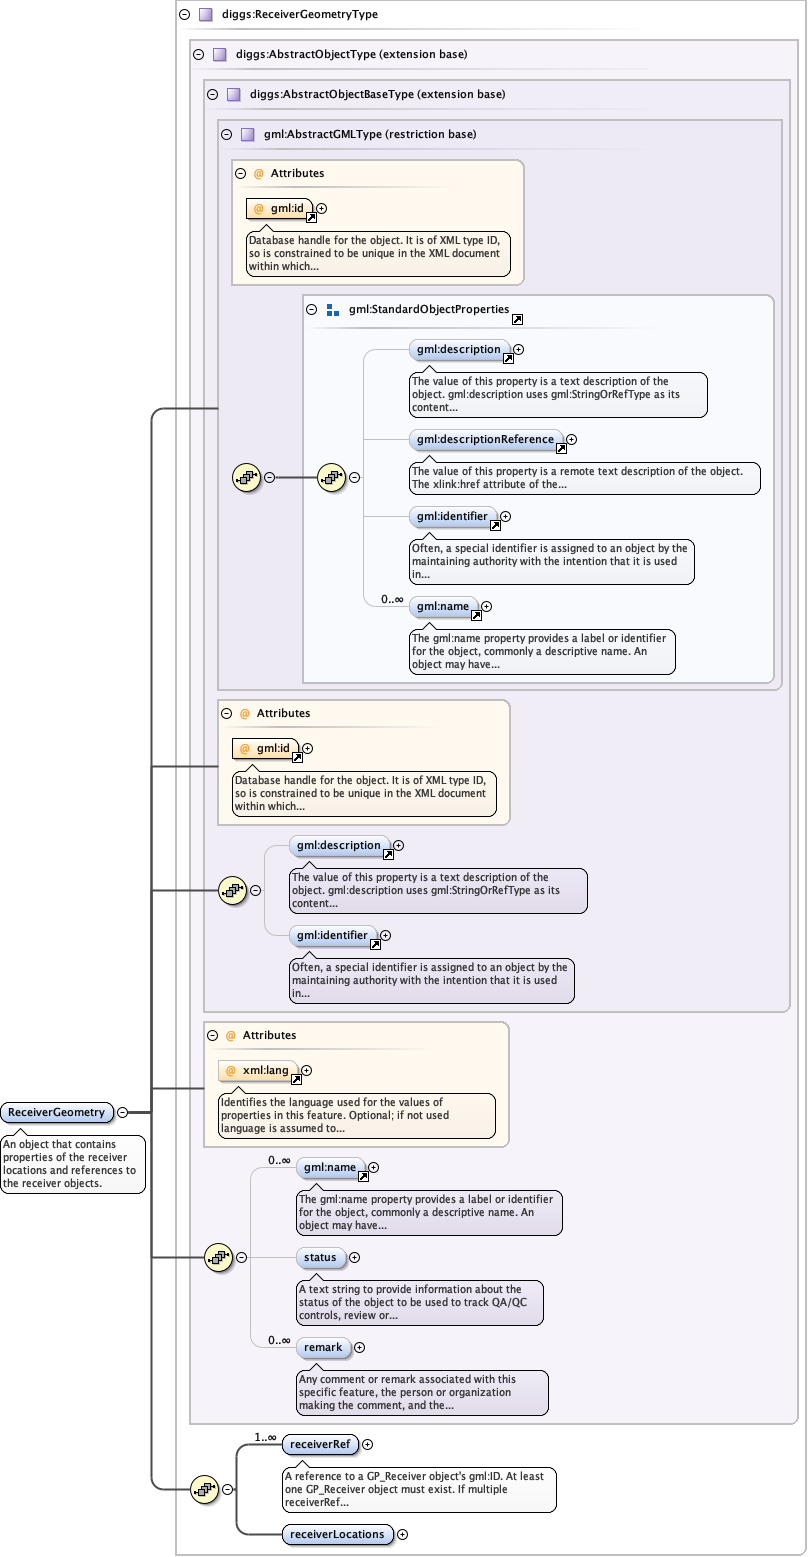 diggs:ReceiverGeometryType
diggs:AbstractObjectType (extension base)
diggs:AbstractObjectBaseType (extension base)
gml:AbstractGMLType (restriction base)
@ Attributes
@ gml:id
Database handle for the object. It is of XML type ID,
so is constrained to be unique in the XML document
within which...
gml:StandardObjectProperties
gml:description
The value of this property is a text description of the
object. gml:description uses gml:StringOrRefType as its
content...
gml:descriptionReference
The value of this property is a remote text description of the object.
The xlink:href attribute of the...
gml:identifier
Often, a special identifier is assigned to an object by the
maintaining authority with the intention that it is used
in...
0..∞
gml:name
The gml:name property provides a label or identifier
for the object, commonly a descriptive name. An
object may have...
@ Attributes
@ gml:id
Database handle for the object. It is of XML type ID,
so is constrained to be unique in the XML document
within which...
gml:description
The value of this property is a text description of the
object. gml:description uses gml:StringOrRefType as its
content...
gml:identifier
Often, a special identifier is assigned to an object by the
maintaining authority with the intention that it is used
in...
@ Attributes
@ xml:lang
Identifies the language used for the values of
properties in this feature. Optional; if not used
language is assumed to...
ReceiverGeometry
An object that contains
properties of the receiver
locations and references to
the receiver objects.
0..∞
gml:name
The gml:name property provides a label or identifier
for the object, commonly a descriptive name. An
object may have...
status
A text string to provide information about the
status of the object to be used to track QA/QC
controls, review or...
0..∞
remark
Any comment or remark associated with this
specific feature, the person or organization
making the comment, and the...
1..∞
receiverRef
A reference to a GP_Receiver object's gml:ID. At least
one GP_Receiver object must exist. If multiple
receiverRef...
receiverLocations